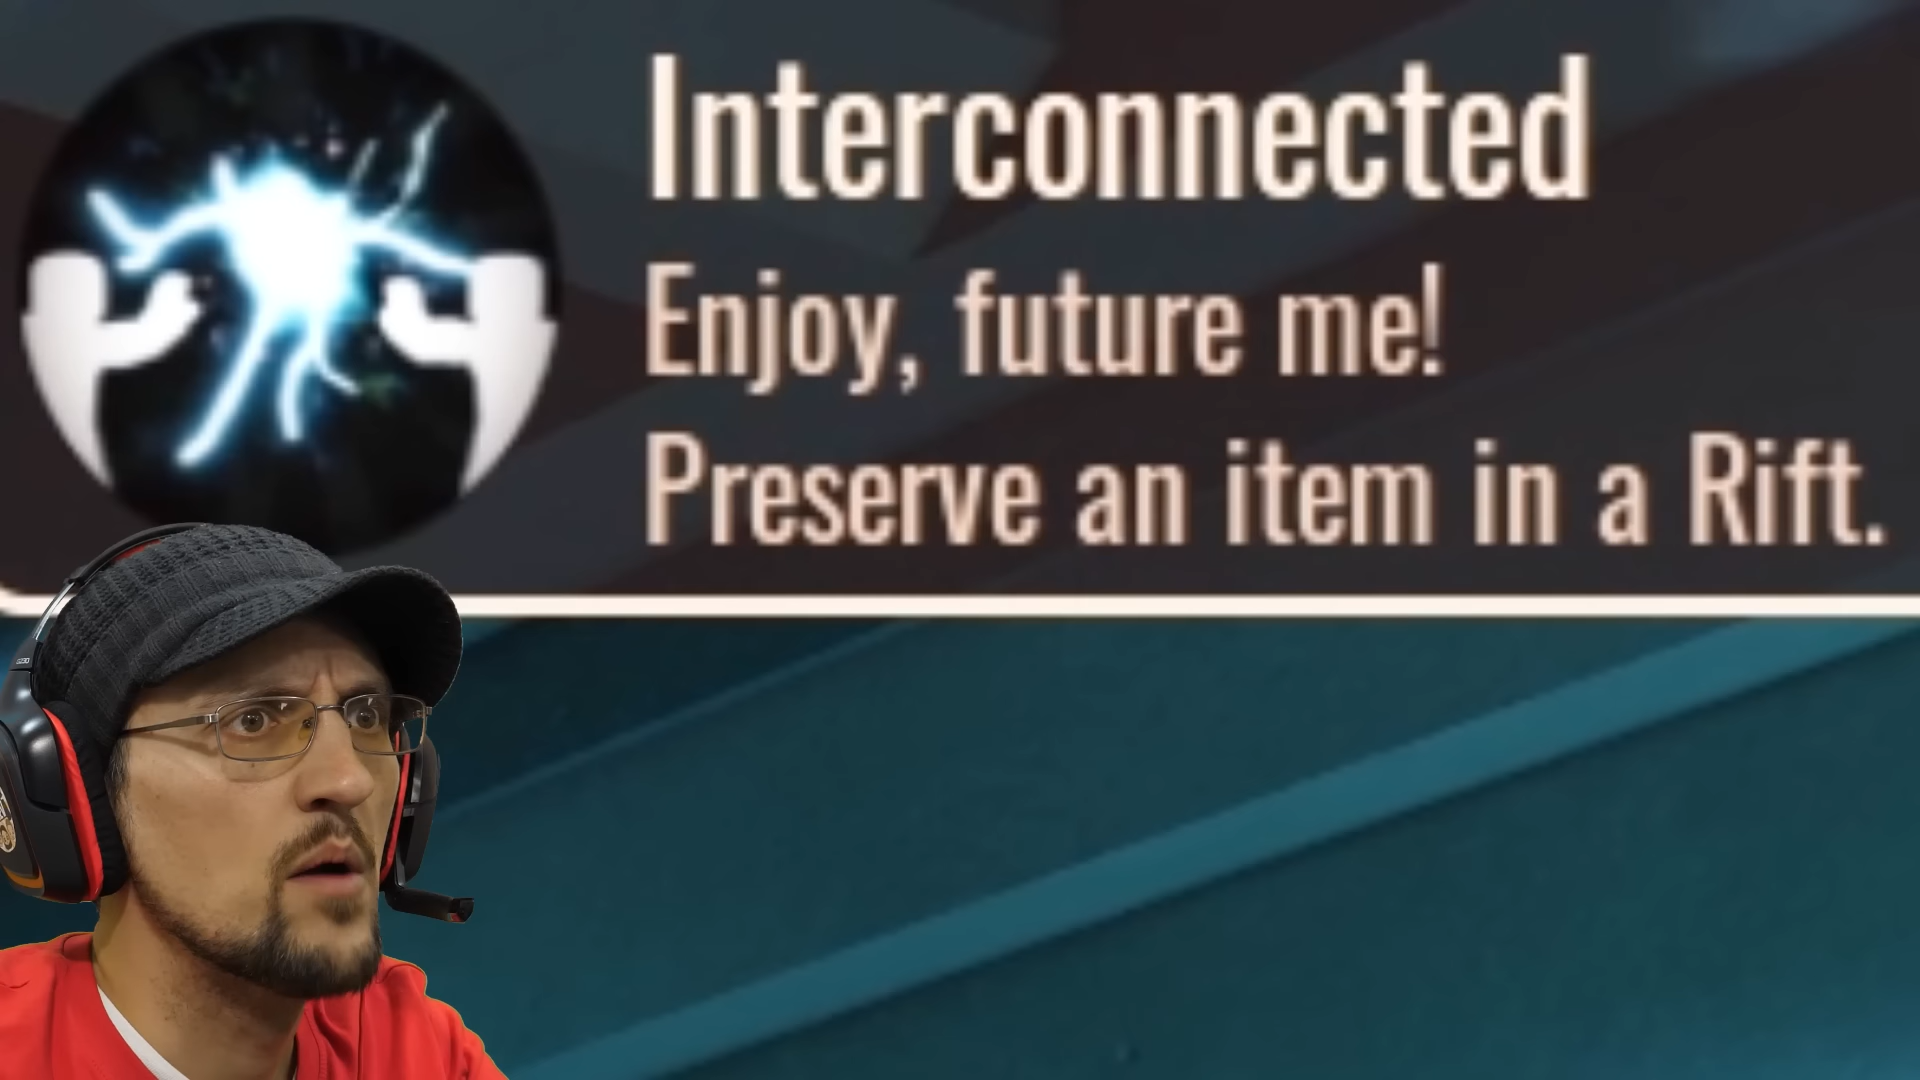 Interconnected
Enjoy, future me!
Preserve an item in a Rift.